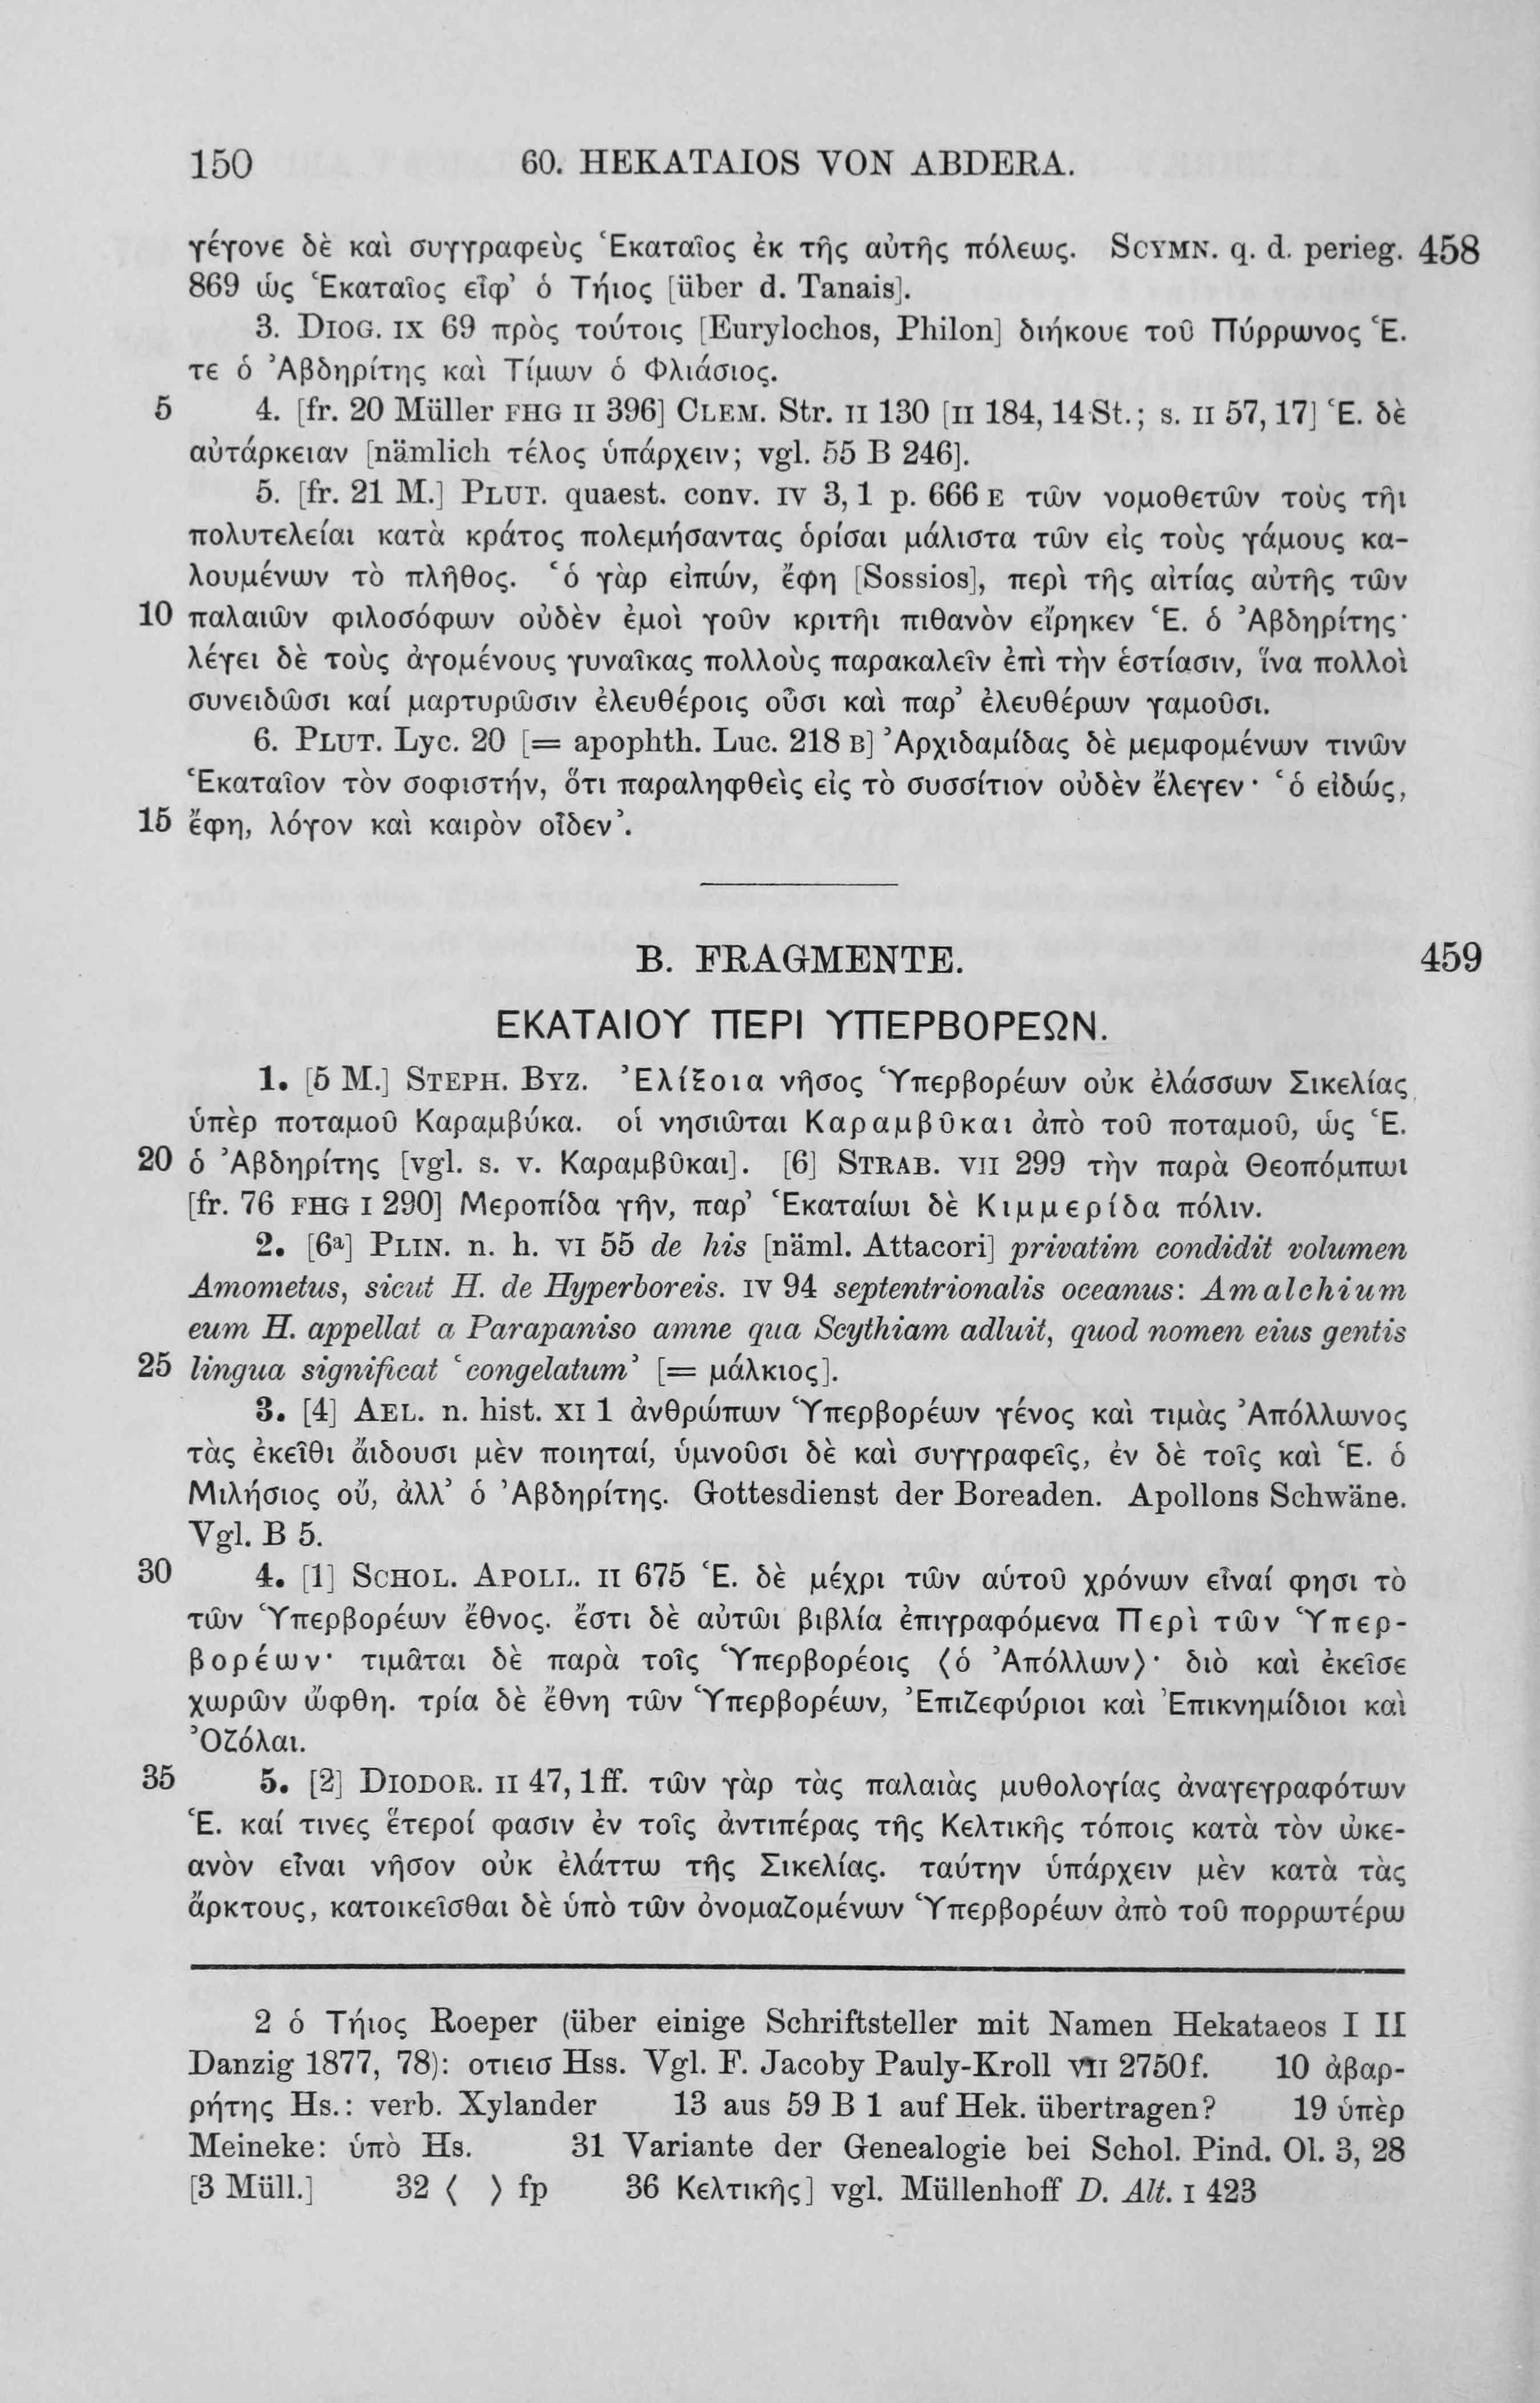 150 60. HEKATAIOS VON ABDERA.
γέγονε δὲ καὶ συγγραφεὺς Ἑκαταῖος ἐκ τῆς αὐτῆς πόλεως. SCYMN. q. d. perieg. 458
869 ὡς Ἑκαταῖος εἶφ’ ὁ Τήιος [über d. Tanais].
3. DIOG. IX 69 πρὸς τούτοις [Eurylochos, Philon] διήκουε τοῦ Πύρρωνος Ἑ.
τε ὁ Ἀβδηρίτης καὶ Τίμων ὁ Φλιάσιος.
5 4. [fr. 20 Müller FHG II 396] CLEM. Str. II 130 [II 184, 14 St.; s. II 57, 17] Ἑ. δὲ
αὐτάρκειαν [nämlich τέλος ὑπάρχειν; vgl. 55 B 246].
5. [fr. 21 M.] PLUT. quaest. conv. IV 3, 1 p. 666 E τῶν νομοθετῶν τοὺς τῆι
πολυτελείαι κατὰ κράτος πολεμήσαντας ὁρίσαι μάλιστα τῶν εἰς τοὺς γάμους κα-
λουμένων τὸ πλῆθος. ‘ὁ γὰρ εἰπών, ἔφη [Sossios], περὶ τῆς αἰτίας αὐτῆς τῶν
10 παλαιῶν φιλοσόφων οὐδὲν ἐμοὶ γοῦν κριτῆι πιθανὸν εἴρηκεν Ἑ. ὁ Ἀβδηρίτης·
λέγει δὲ τοὺς ἀγομένους γυναῖκας πολλοὺς παρακαλεῖν ἐπὶ τὴν ἑστίασιν, ἵνα πολλοὶ
συνειδῶσι καί μαρτυρῶσιν ἐλευθέροις οὖσι καὶ παρ’ ἐλευθέρων γαμοῦσι.
6. PLUT. Lyc. 20 [= apophth. Luc. 218 B] Ἀρχιδαμίδας δὲ μεμφομένων τινῶν
Ἑκαταῖον τὸν σοφιστήν, ὅτι παραληφθεὶς εἰς τὸ συσσίτιον οὐδὲν ἔλεγεν· ‘ὁ εἰδώς,
15 ἔφη, λόγον καὶ καιρὸν οἶδεν’.
B. FRAGMENTE. 459
ΕΚΑΤΑΙΟΥ ΠΕΡΙ ΥΠΕΡΒΟΡΕΩΝ.
1. [5 M.] STEPH. BYZ. Ἐλίξοια νῆσος Ὑπερβορέων οὐκ ἐλάσσων Σικελίας
ὑπὲρ ποταμοῦ Καραμβύκα. οἱ νησιῶται Καραμβῦκαι ἀπὸ τοῦ ποταμοῦ, ὡς Ἑ.
20 ὁ Ἀβδηρίτης [vgl. s. v. Καραμβῦκαι]. [6] STRAB. VII 299 τὴν παρὰ Θεοπόμπωι
[fr. 76 FHG I 290] Μεροπίδα γῆν, παρ’ Ἑκαταίωι δὲ Κιμμερίδα πόλιν.
2. [6a] PLIN. n. h. VI 55 de his [näml. Attacori] privatim condidit volumen
Amometus, sicut H. de Hyperboreis. IV 94 septentrionalis oceanus: Amalchium
eum H. appellat a Parapaniso amne qua Scythiam adluit, quod nomen eius gentis
25 lingua significat ‘congelatum’ [= μάλκιος].
3. [4] AEL. n. hist. XI 1 ἀνθρώπων Ὑπερβορέων γένος καὶ τιμὰς Ἀπόλλωνος
τὰς ἐκεῖθι ἄιδουσι μὲν ποιηταί, ὑμνοῦσι δὲ καὶ συγγραφεῖς, ἐν δὲ τοῖς καὶ Ἑ. ὁ
Μιλήσιος οὔ, ἀλλ’ ὁ Ἀβδηρίτης. Gottesdienst der Boreaden. Apollons Schwäne.
Vgl. B 5.
30 4. [1] SCHOL. APOLL. II 675 Ἑ. δὲ μέχρι τῶν αὑτοῦ χρόνων εἶναί φησι τὸ
τῶν Ὑπερβορέων ἔθνος. ἔστι δὲ αὐτῶι βιβλία ἐπιγραφόμενα Περὶ τῶν Ὑπερ-
βορέων· τιμᾶται δὲ παρὰ τοῖς Ὑπερβορέοις ⟨ὁ Ἀπόλλων⟩· διὸ καὶ ἐκεῖσε
χωρῶν ὤφθη. τρία δὲ ἔθνη τῶν Ὑπερβορέων, Ἐπιζεφύριοι καὶ Ἐπικνημίδιοι καὶ
Ὀζόλαι.
35 5. [2] DIODOR. II 47, 1 ff. τῶν γὰρ τὰς παλαιὰς μυθολογίας ἀναγεγραφότων
Ἑ. καί τινες ἕτεροί φασιν ἐν τοῖς ἀντιπέρας τῆς Κελτικῆς τόποις κατὰ τὸν ὠκε-
ανὸν εἶναι νῆσον οὐκ ἐλάττω τῆς Σικελίας. ταύτην ὑπάρχειν μὲν κατὰ τὰς
ἄρκτους, κατοικεῖσθαι δὲ ὑπὸ τῶν ὀνομαζομένων Ὑπερβορέων ἀπὸ τοῦ πορρωτέρω
2 ὁ Τήιος Roeper (über einige Schriftsteller mit Namen Hekataeos I II
Danzig 1877, 78): οτιεισ Hss. Vgl. F. Jacoby Pauly-Kroll VII 2750 f. 10 ἀβαρ-
ρήτης Hs.: verb. Xylander 13 aus 59 B 1 auf Hek. übertragen? 19 ὑπὲρ
Meineke: ὑπὸ Hs. 31 Variante der Genealogie bei Schol. Pind. Ol. 3, 28
[3 Müll.] 32 ⟨ ⟩ fp 36 Κελτικῆς] vgl. Müllenhoff D. Alt. I 423